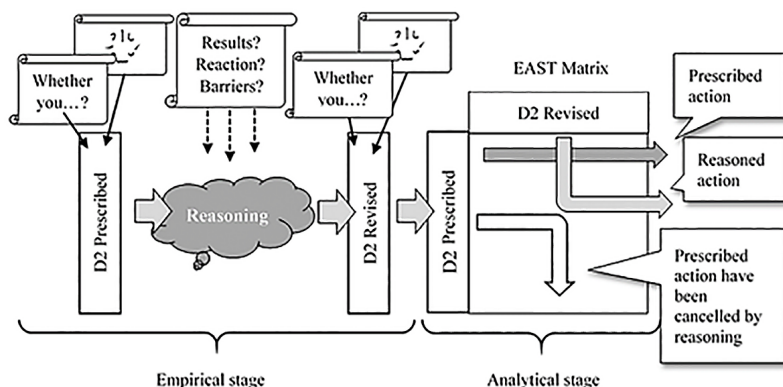 Whether
you…?
Results?
Reaction?
Barriers?
Whether
you…?
D2 Prescribed
Reasoning
D2 Revised
EAST Matrix
D2 Revised
D2 Prescribed
Prescribed
action
Reasoned
action
Prescribed
action have
been
cancelled by
reasoning
Empirical stage
Analytical stage